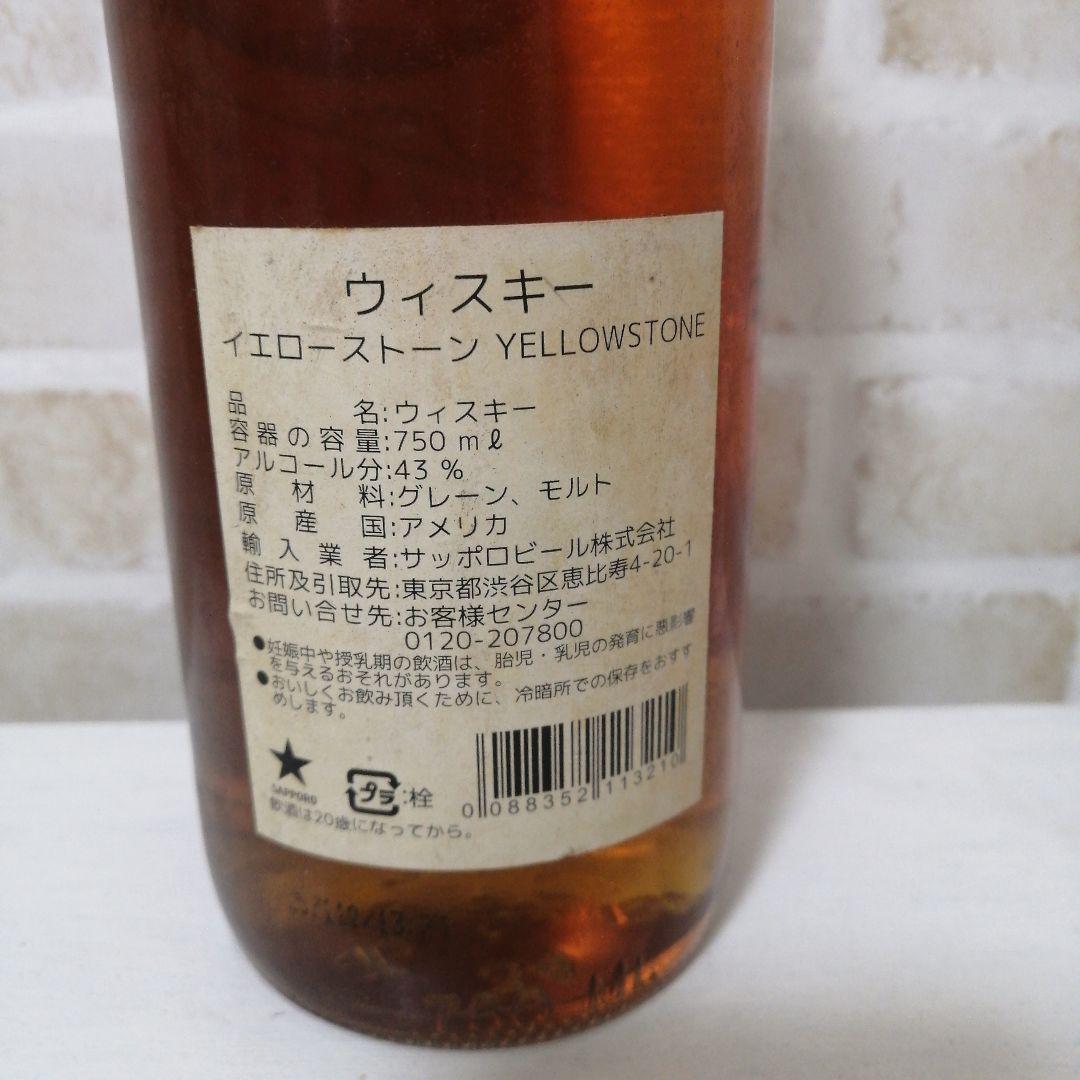 ウィスキー
イエローストーン YELLOWSTONE
品名:ウィスキー
容器の容量:750 mℓ
アルコール分:43 %
原材料:グレーン、モルト
原産国:アメリカ
輸入業者:サッポロビール株式会社
住所及引取先:東京都渋谷区恵比寿4-20-1
お問い合せ先:お客様センター
0120-207800
●妊娠中や授乳期の飲酒は、胎児・乳児の発育に悪影響
を与えるおそれがあります。
●おいしくお飲み頂くために、冷暗所での保存をおすす
めします。
SAPPORO
プラ:栓
0 088352 113210
飲酒は20歳になってから。